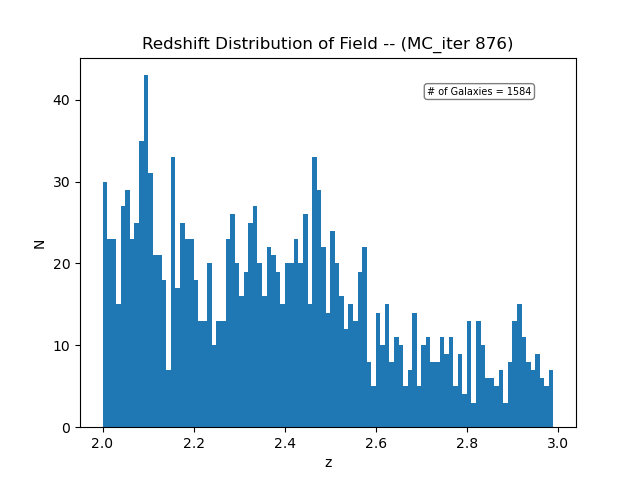 Redshift Distribution of Field -- (MC_iter 876)
# of Galaxies = 1584
40
30
20
10
0
N
2.0 2.2 2.4 2.6 2.8 3.0
z